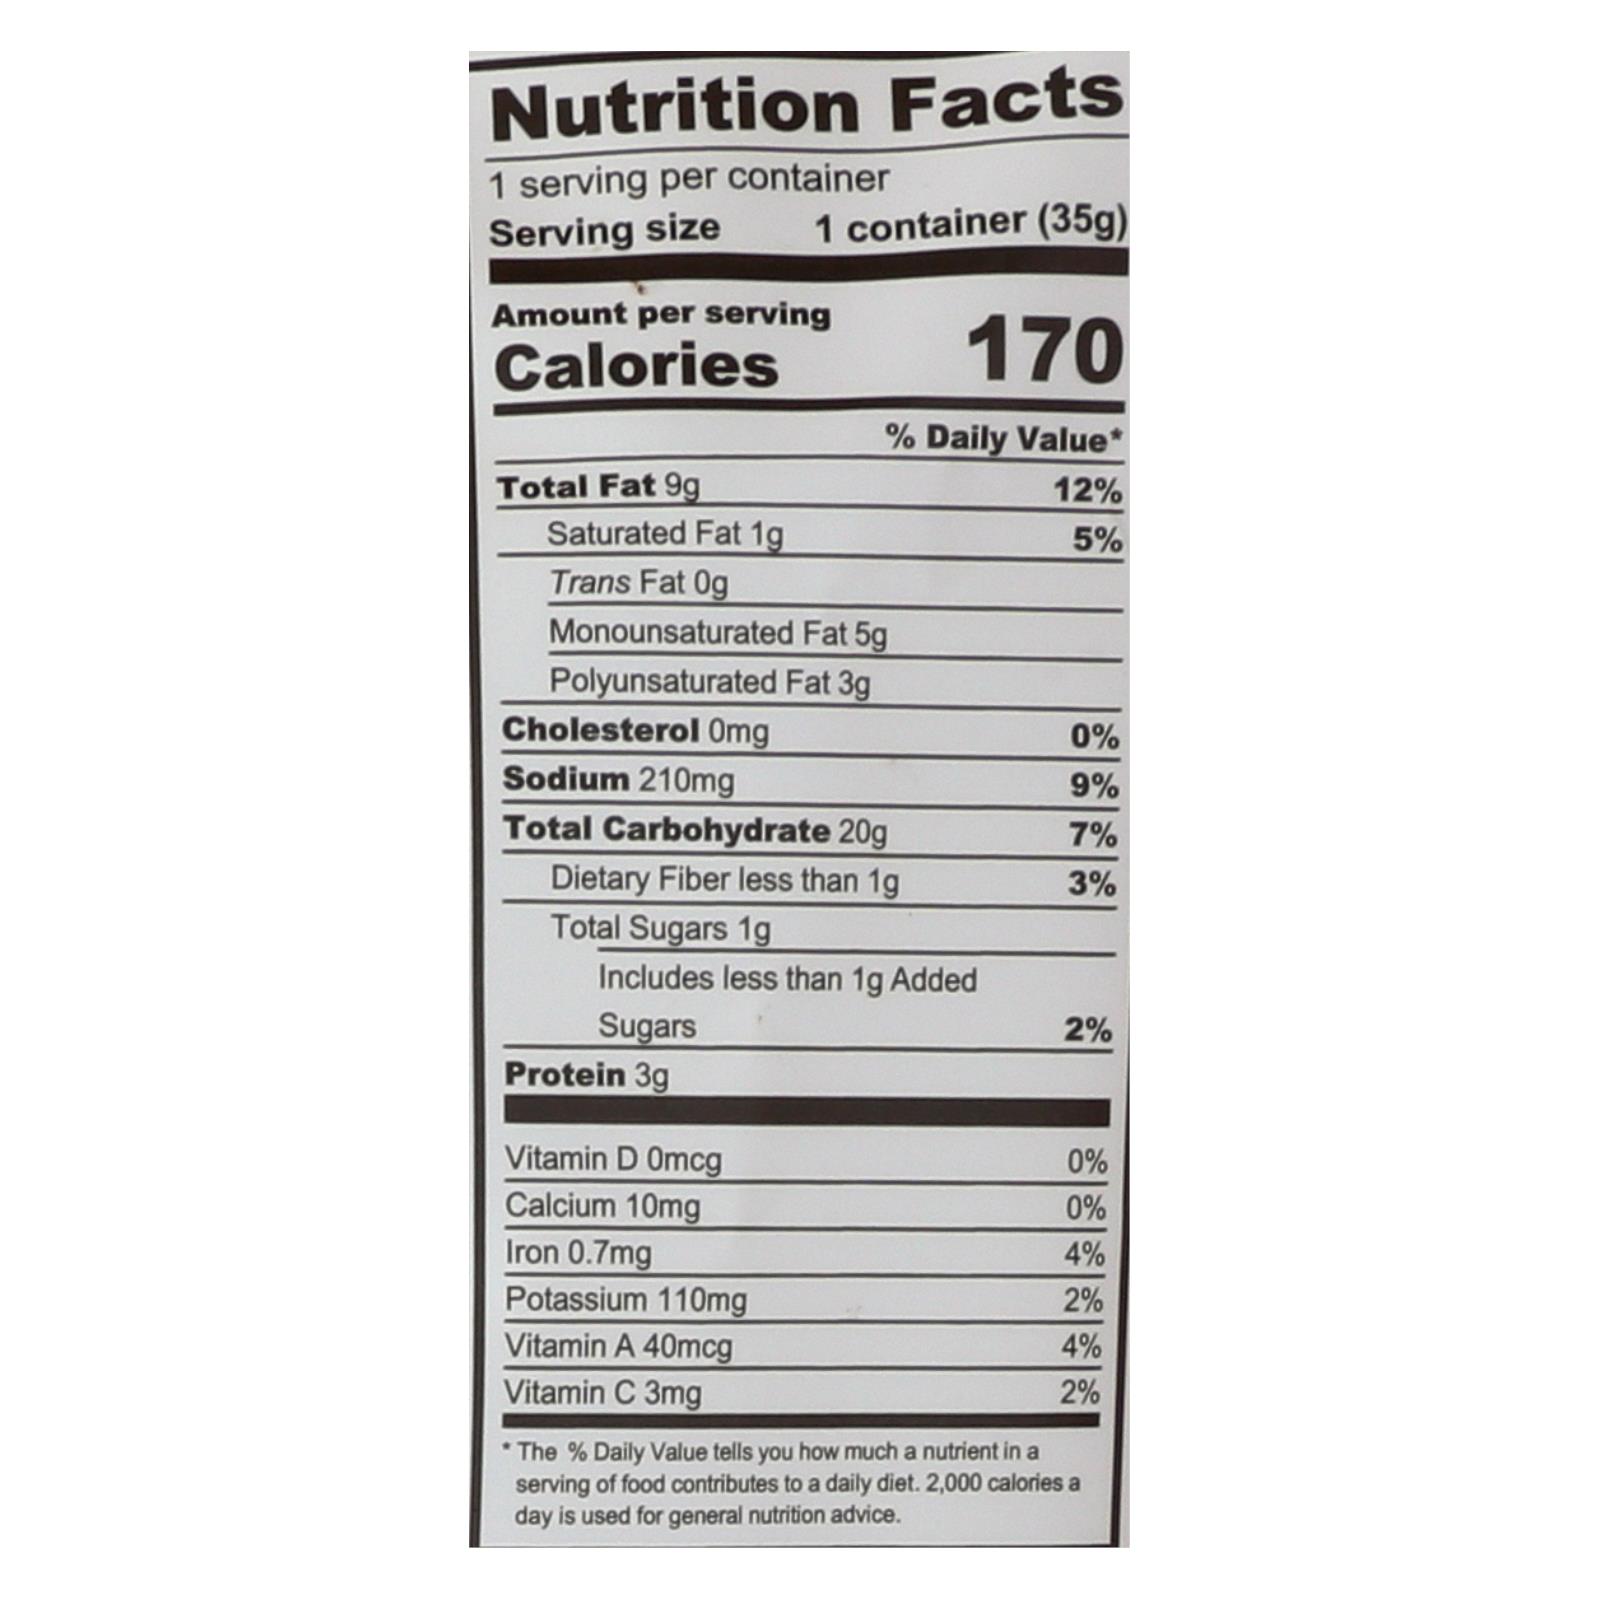 Nutrition Facts
1 serving per container
Serving size 1 container (35g)
Amount per serving
Calories 170
% Daily Value*
Total Fat 9g 12%
Saturated Fat 1g 5%
Trans Fat 0g
Monounsaturated Fat 5g
Polyunsaturated Fat 3g
Cholesterol 0mg 0%
Sodium 210mg 9%
Total Carbohydrate 20g 7%
Dietary Fiber less than 1g 3%
Total Sugars 1g
Includes less than 1g Added
Sugars 2%
Protein 3g
Vitamin D 0mcg 0%
Calcium 10mg 0%
Iron 0.7mg 4%
Potassium 110mg 2%
Vitamin A 40mcg 4%
Vitamin C 3mg 2%
* The % Daily Value tells you how much a nutrient in a
serving of food contributes to a daily diet. 2,000 calories a
day is used for general nutrition advice.